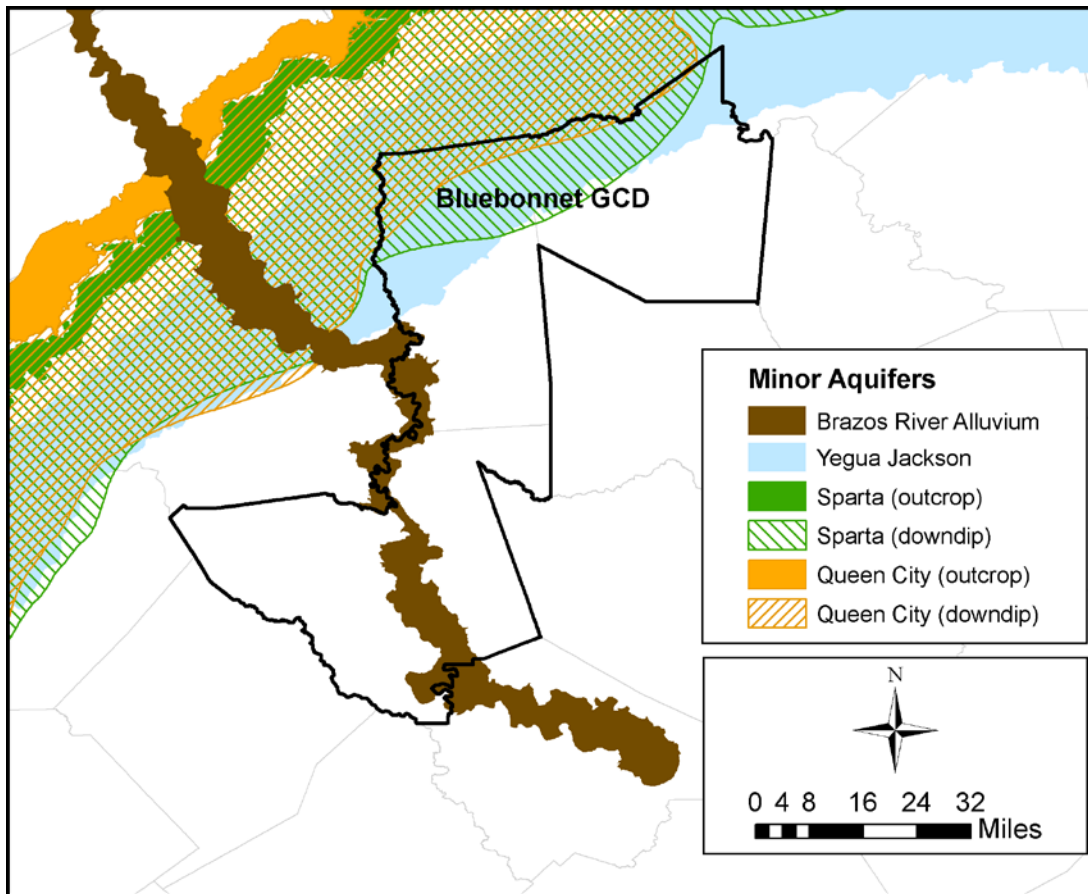 Bluebonnet GCD
Minor Aquifers
Brazos River Alluvium
Yegua Jackson
Sparta (outcrop)
Sparta (downdip)
Queen City (outcrop)
Queen City (downdip)
N
0 4 8 16 24 32
Miles